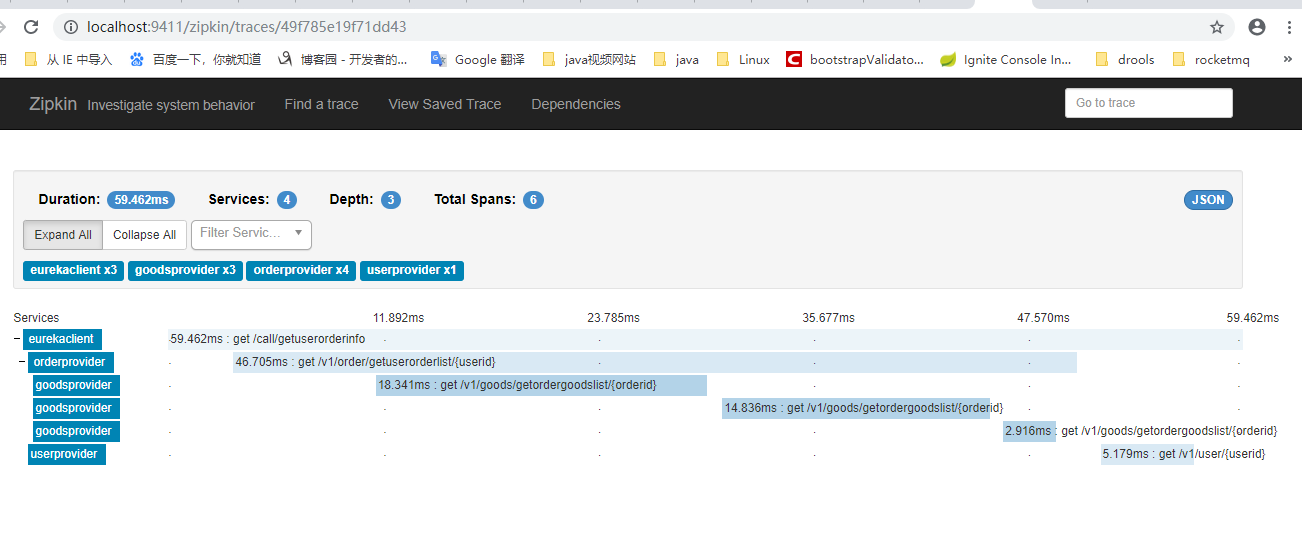 localhost:9411/zipkin/traces/49f785e19f71dd43
用 从 IE 中导入 百度一下，你就知道 博客园 - 开发者的... Google 翻译 java视频网站 java Linux bootstrapValidato... Ignite Console In... drools rocketmq »
Zipkin Investigate system behavior Find a trace View Saved Trace Dependencies Go to trace
Duration: 59.462ms Services: 4 Depth: 3 Total Spans: 6 JSON
Expand All Collapse All Filter Servic...
eurekaclient x3 goodsprovider x3 orderprovider x4 userprovider x1
Services 11.892ms 23.785ms 35.677ms 47.570ms 59.462ms
eurekaclient 59.462ms : get /call/getuserorderinfo
orderprovider 46.705ms : get /v1/order/getuserorderlist/{userid}
goodsprovider 18.341ms : get /v1/goods/getordergoodslist/{orderid}
goodsprovider 14.836ms : get /v1/goods/getordergoodslist/{orderid}
goodsprovider 2.916ms : get /v1/goods/getordergoodslist/{orderid}
userprovider 5.179ms : get /v1/user/{userid}